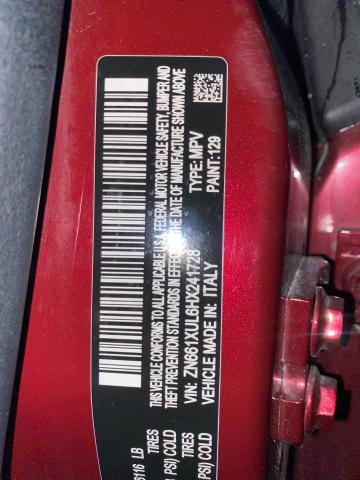 THIS VEHICLE CONFORMS TO ALL APPLICABLE U.S.A. FEDERAL MOTOR VEHICLE SAFETY, BUMPER AND
THEFT PREVENTION STANDARDS IN EFFECT ON THE DATE OF MANUFACTURE SHOWN ABOVE
VIN: ZN661XUL6HX241728 TYPE: MPV
VEHICLE MADE IN: ITALY PAINT: 129
6116 LB
TIRES
PSI) COLD
TIRES
PSI) COLD